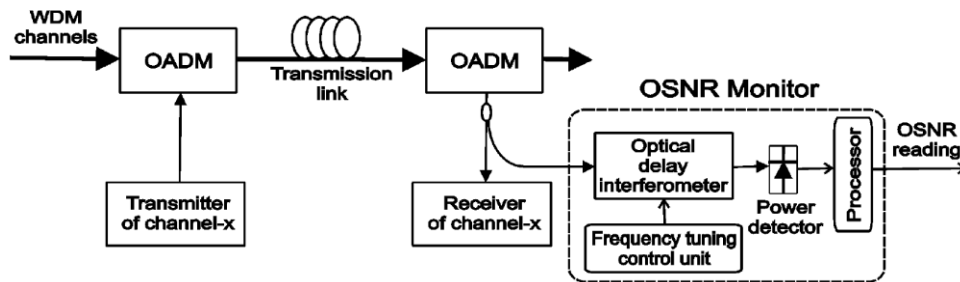 WDM
channels
OADM
Transmission
link
OADM
OSNR Monitor
Transmitter
of channel-x
Receiver
of channel-x
Optical
delay
interferometer
Frequency tuning
control unit
Power
detector
Processor
OSNR
reading